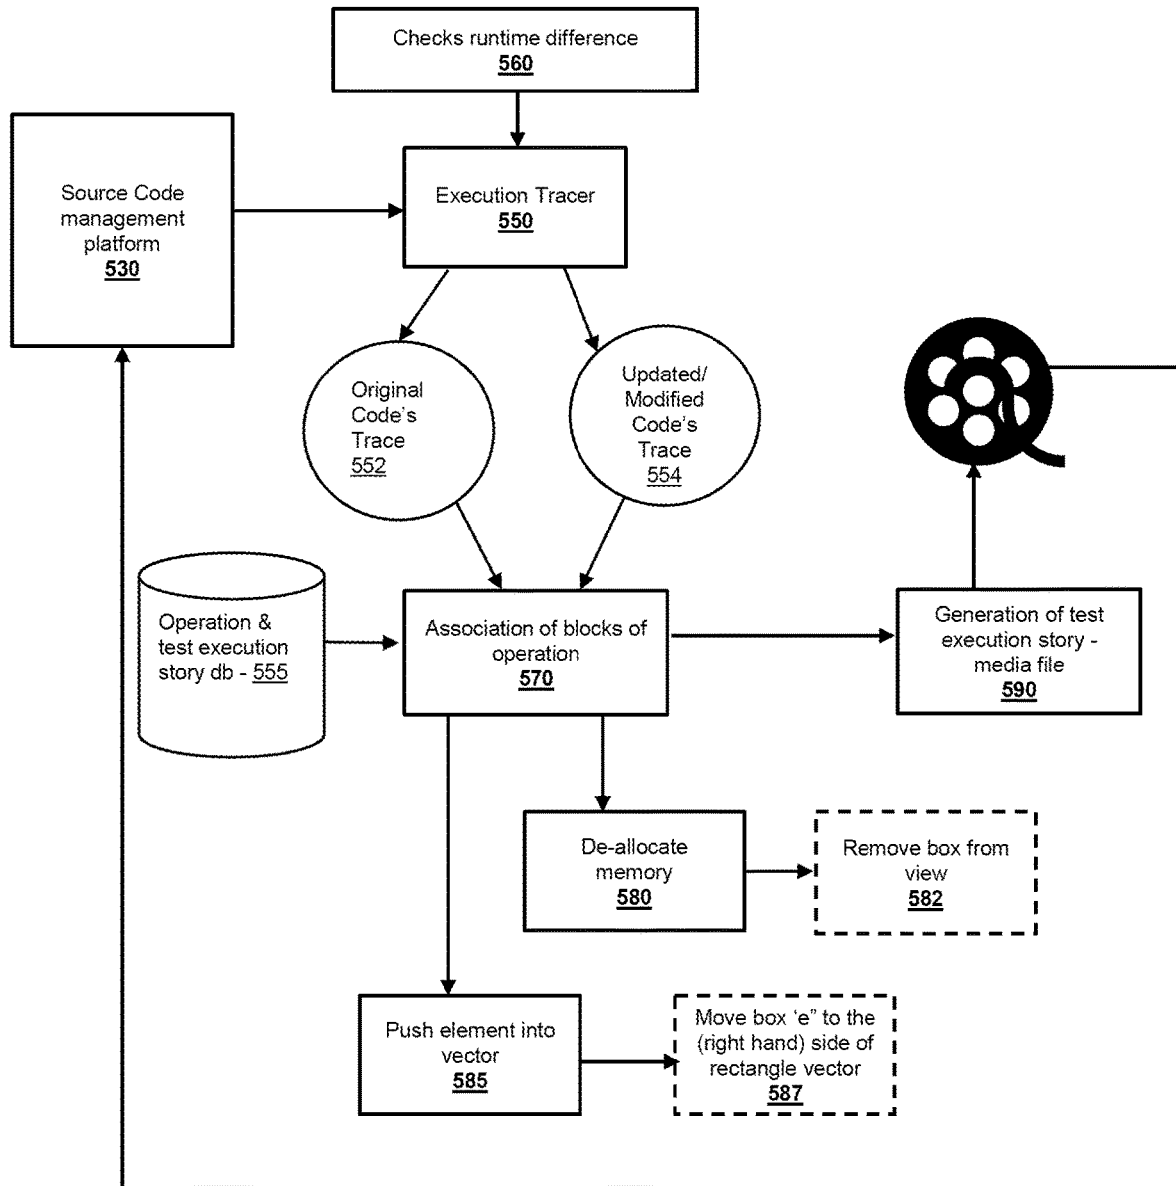 Checks runtime difference
560
Source Code
management
platform
530
Execution Tracer
550
Original
Code's
Trace
552
Updated/
Modified
Code's
Trace
554
Operation &
test execution
story db - 555
Association of blocks of
operation
570
Generation of test
execution story -
media file
590
De-allocate
memory
580
Remove box from
view
582
Push element into
vector
585
Move box ‘e” to the
(right hand) side of
rectangle vector
587